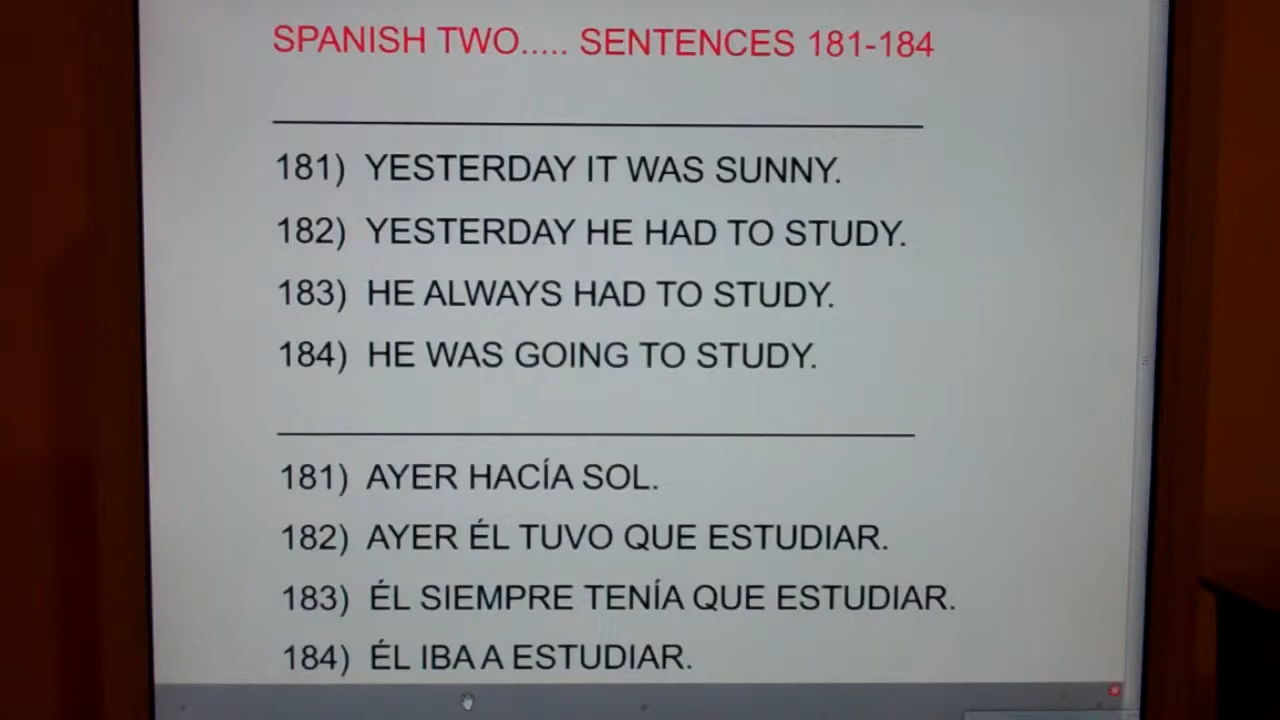 SPANISH TWO..... SENTENCES 181-184
181) YESTERDAY IT WAS SUNNY.
182) YESTERDAY HE HAD TO STUDY.
183) HE ALWAYS HAD TO STUDY.
184) HE WAS GOING TO STUDY.
181) AYER HACÍA SOL.
182) AYER ÉL TUVO QUE ESTUDIAR.
183) ÉL SIEMPRE TENÍA QUE ESTUDIAR.
184) ÉL IBA A ESTUDIAR.